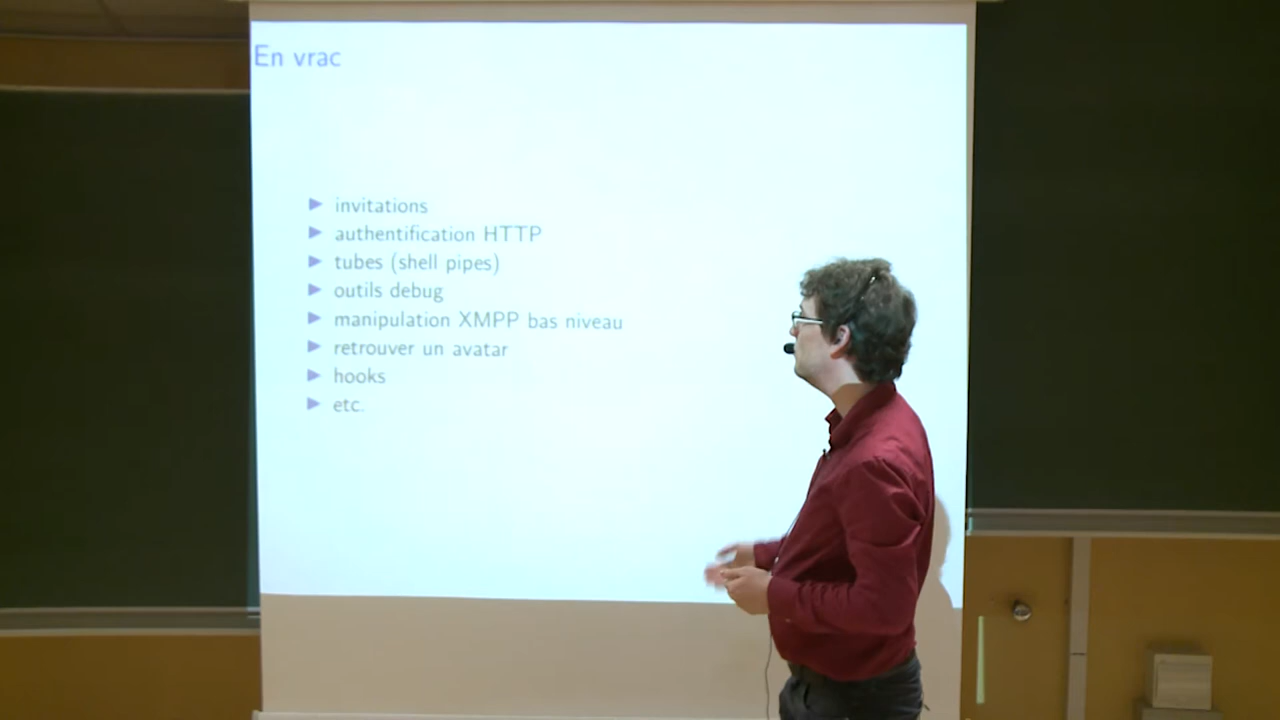 En vrac
invitations
authentification HTTP
tubes (shell pipes)
outils debug
manipulation XMPP bas niveau
retrouver un avatar
hooks
etc.